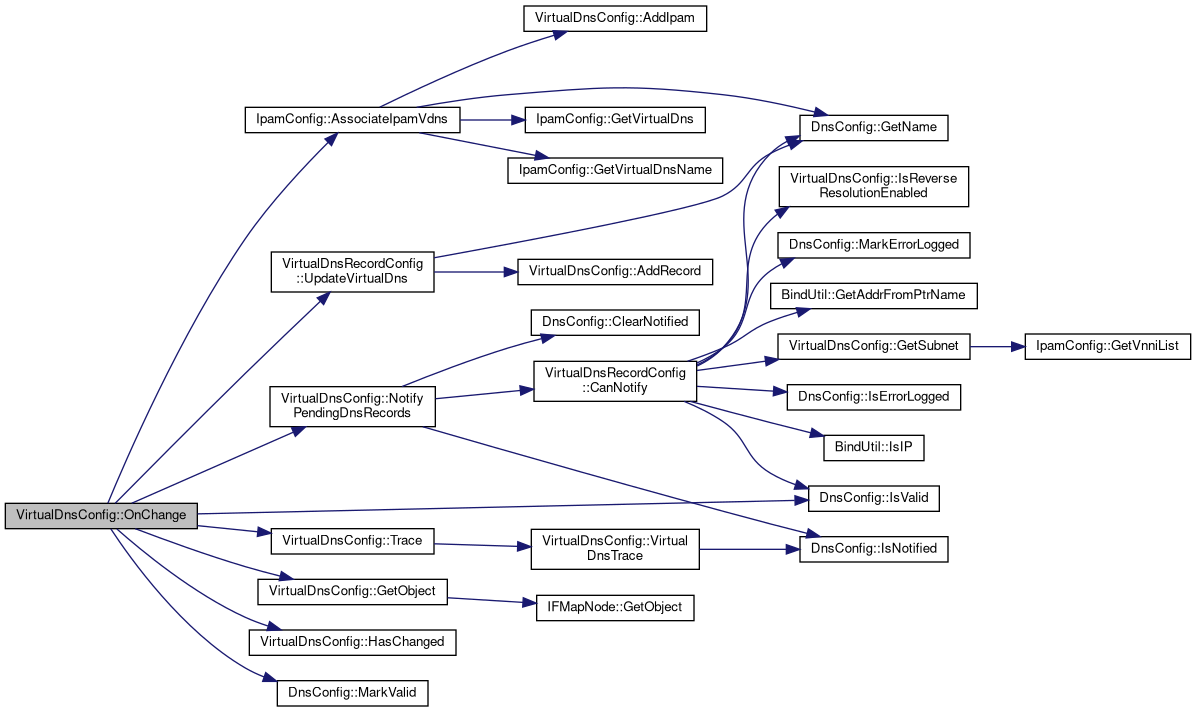 VirtualDnsConfig::AddIpam
IpamConfig::AssociateIpamVdns
IpamConfig::GetVirtualDns
DnsConfig::GetName
IpamConfig::GetVirtualDnsName
VirtualDnsConfig::IsReverse
ResolutionEnabled
DnsConfig::MarkErrorLogged
VirtualDnsRecordConfig
::UpdateVirtualDns
VirtualDnsConfig::AddRecord
BindUtil::GetAddrFromPtrName
DnsConfig::ClearNotified
VirtualDnsConfig::GetSubnet
IpamConfig::GetVnniList
VirtualDnsRecordConfig
::CanNotify
DnsConfig::IsErrorLogged
VirtualDnsConfig::Notify
PendingDnsRecords
BindUtil::IsIP
DnsConfig::IsValid
VirtualDnsConfig::OnChange
VirtualDnsConfig::Trace
VirtualDnsConfig::Virtual
DnsTrace
DnsConfig::IsNotified
VirtualDnsConfig::GetObject
IFMapNode::GetObject
VirtualDnsConfig::HasChanged
DnsConfig::MarkValid